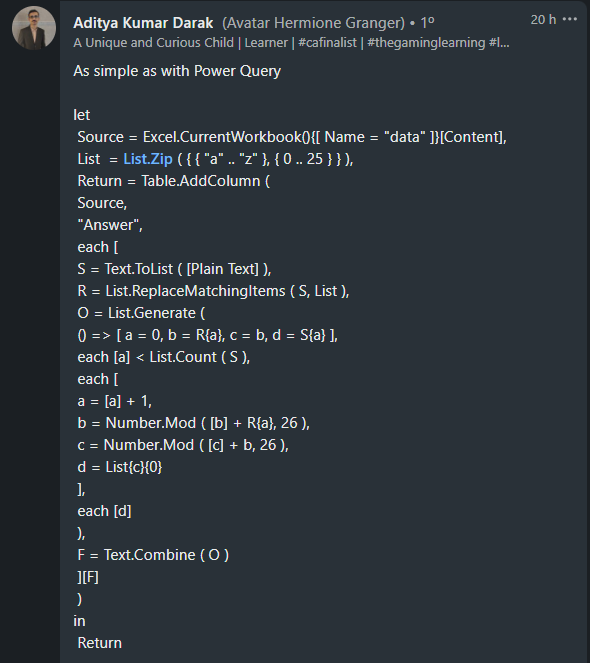 Aditya Kumar Darak (Avatar Hermione Granger) • 1º
20 h •••
A Unique and Curious Child | Learner | #cafinalist | #thegaminglearning #l...
As simple as with Power Query
let
Source = Excel.CurrentWorkbook(){[ Name = "data" ]}[Content],
List = List.Zip ( { { "a" .. "z" }, { 0 .. 25 } } ),
Return = Table.AddColumn (
Source,
"Answer",
each [
S = Text.ToList ( [Plain Text] ),
R = List.ReplaceMatchingItems ( S, List ),
O = List.Generate (
() => [ a = 0, b = R{a}, c = b, d = S{a} ],
each [a] < List.Count ( S ),
each [
a = [a] + 1,
b = Number.Mod ( [b] + R{a}, 26 ),
c = Number.Mod ( [c] + b, 26 ),
d = List{c}{0}
],
each [d]
),
F = Text.Combine ( O )
][F]
)
in
Return